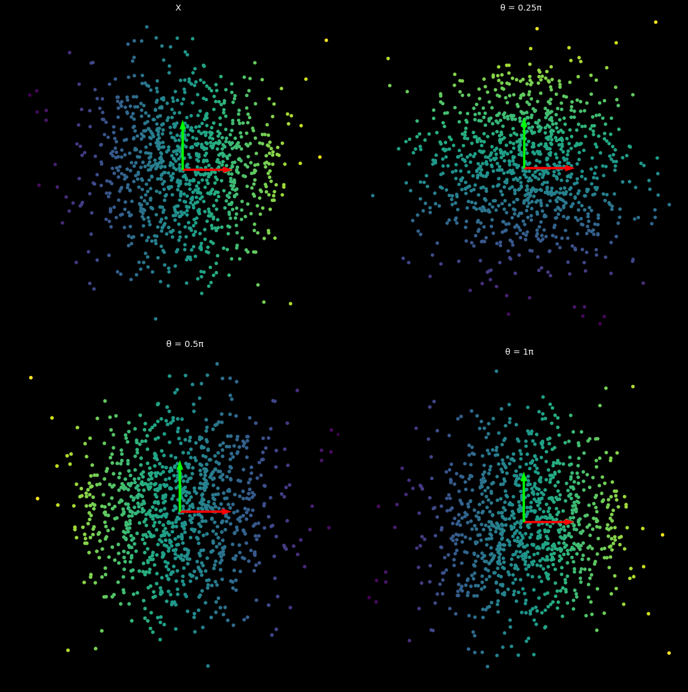 X
θ = 0.25π
θ = 0.5π
θ = 1π